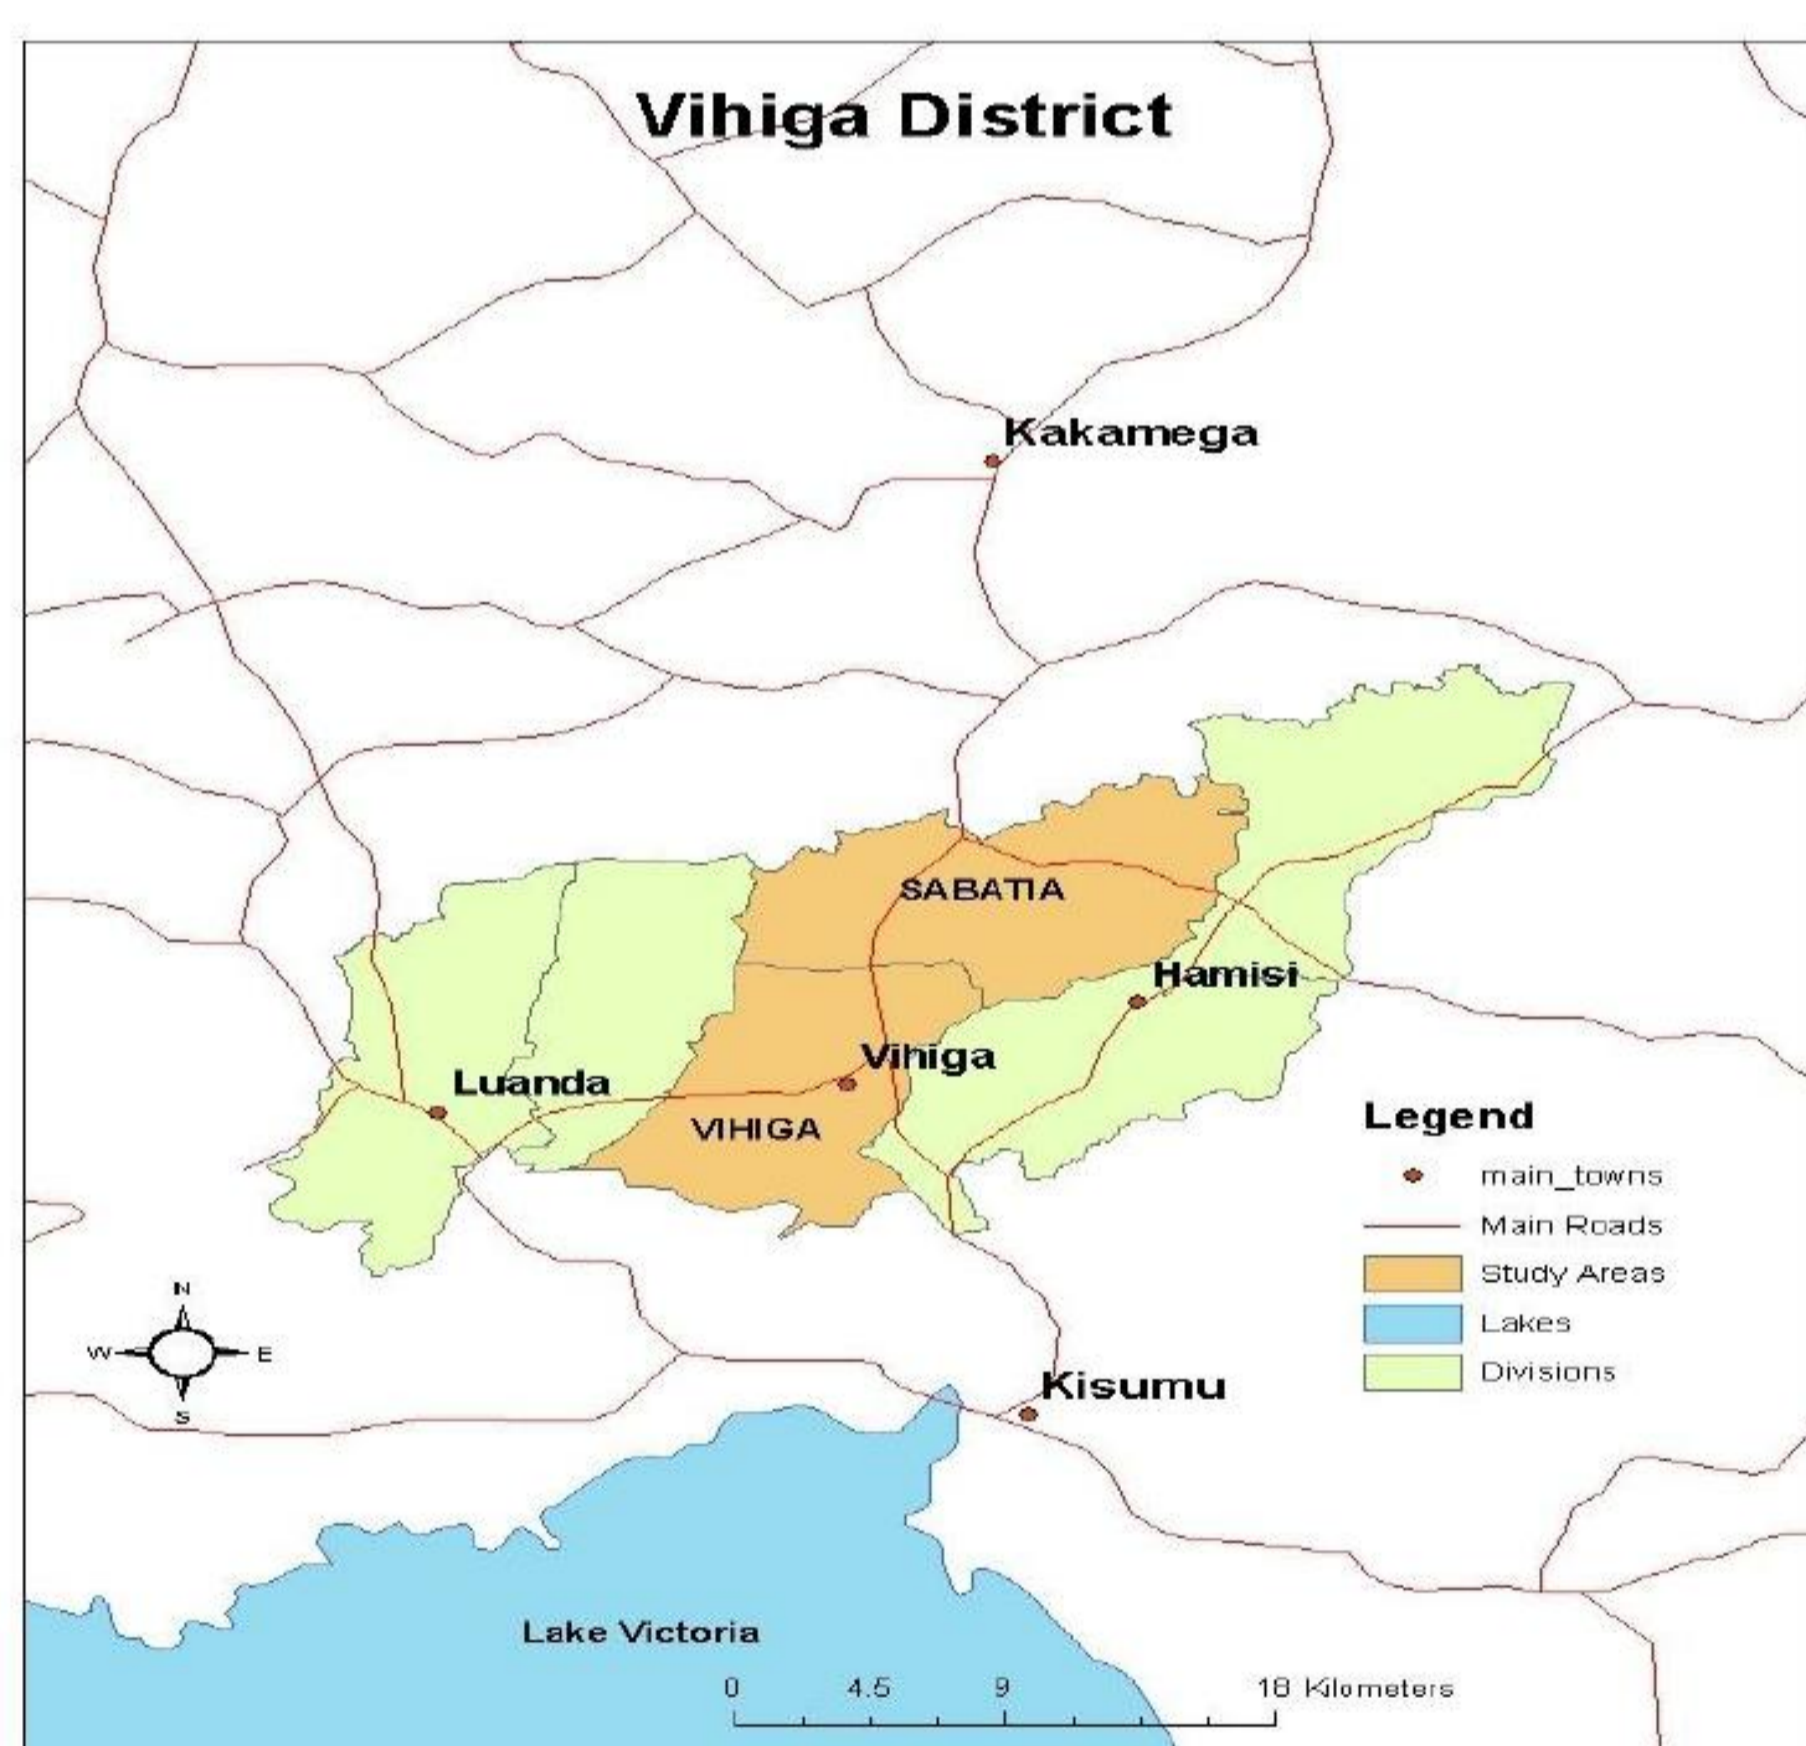 Vihiga District
Kakamega
SABATIA
Hamisi
Vihiga
Luanda
VIHIGA
Legend
main_towns
Main Roads
Study Areas
Lakes
Divisions
N
W E
S
Kisumu
Lake Victoria
0 4.5 9 18 Kilometers